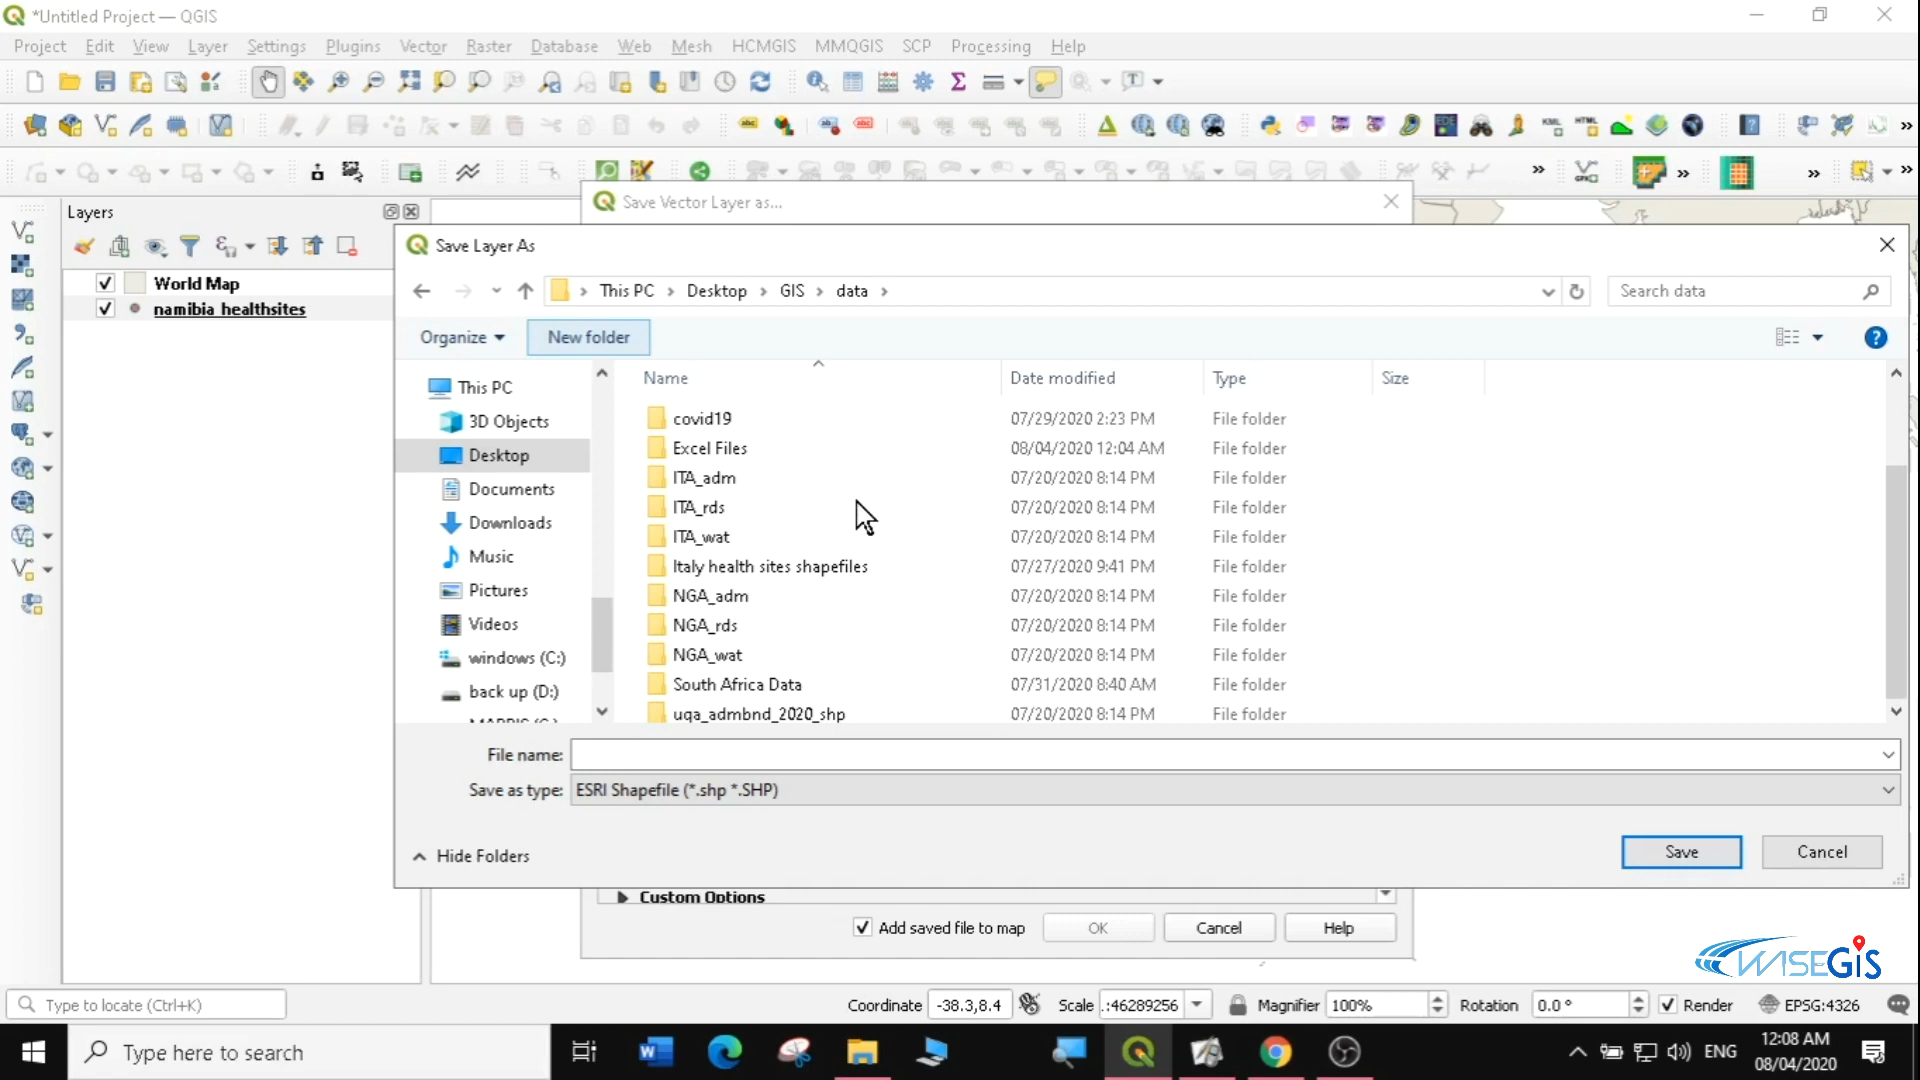 *Untitled Project — QGIS
Project Edit View Layer Settings Plugins Vector Raster Database Web Mesh HCMGIS MMQGIS SCP Processing Help
Layers
World Map
namibia healthsites
Save Vector Layer as...
Save Layer As
This PC Desktop GIS data
Search data
Organize New folder
This PC
3D Objects
Desktop
Documents
Downloads
Music
Pictures
Videos
windows (C:)
back up (D:)
Name Date modified Type Size
covid19 07/29/2020 2:23 PM File folder
Excel Files 08/04/2020 12:04 AM File folder
ITA_adm 07/20/2020 8:14 PM File folder
ITA_rds 07/20/2020 8:14 PM File folder
ITA_wat 07/20/2020 8:14 PM File folder
Italy health sites shapefiles 07/27/2020 9:41 PM File folder
NGA_adm 07/20/2020 8:14 PM File folder
NGA_rds 07/20/2020 8:14 PM File folder
NGA_wat 07/20/2020 8:14 PM File folder
South Africa Data 07/31/2020 8:40 AM File folder
uga_admbnd_2020_shp 07/20/2020 8:14 PM File folder
File name:
Save as type: ESRI Shapefile (*.shp *.SHP)
Hide Folders
Save Cancel
Custom Options
Add saved file to map OK Cancel Help
WISEGIS
Type to locate (Ctrl+K)
Coordinate -38.3,8.4 Scale .:46289256 Magnifier 100% Rotation 0.0 ° Render EPSG:4326
Type here to search
ENG
12:08 AM
08/04/2020